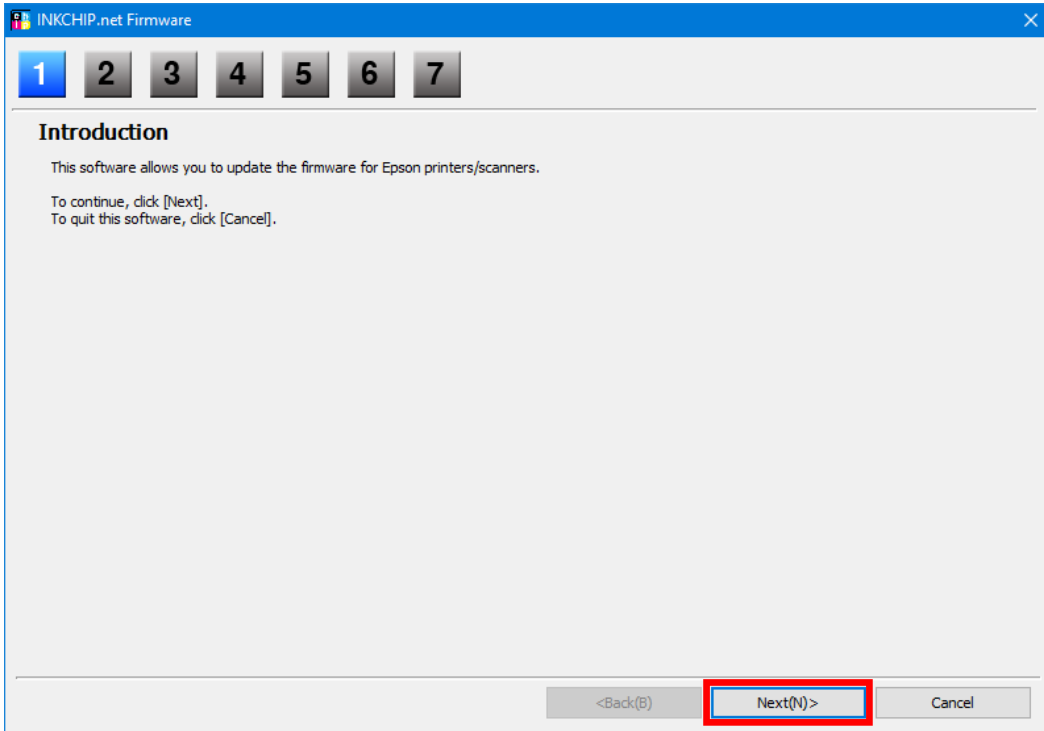 INKCHIP.net Firmware
1 2 3 4 5 6 7
Introduction
This software allows you to update the firmware for Epson printers/scanners.
To continue, click [Next].
To quit this software, click [Cancel].
<Back(B) Next(N)> Cancel